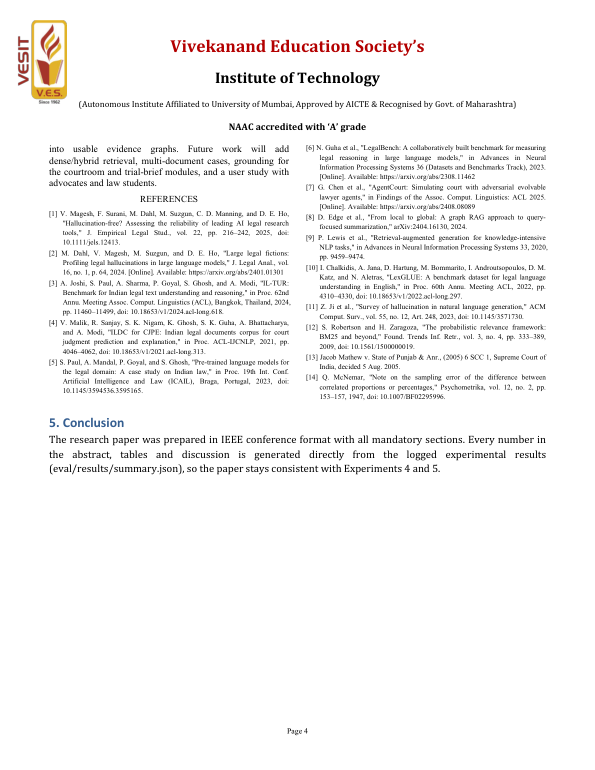 VESIT
V.E.S.
Since 1962
Vivekanand Education Society's
Institute of Technology
(Autonomous Institute Affiliated to University of Mumbai, Approved by AICTE & Recognised by Govt. of Maharashtra)
NAAC accredited with 'A' grade
into usable evidence graphs. Future work will add
dense/hybrid retrieval, multi-document cases, grounding for
the courtroom and trial-brief modules, and a user study with
advocates and law students.
REFERENCES
[1] V. Magesh, F. Surani, M. Dahl, M. Suzgun, C. D. Manning, and D. E. Ho,
"Hallucination-free? Assessing the reliability of leading AI legal research
tools," J. Empirical Legal Stud., vol. 22, pp. 216–242, 2025, doi:
10.1111/jels.12413.
[2] M. Dahl, V. Magesh, M. Suzgun, and D. E. Ho, "Large legal fictions:
Profiling legal hallucinations in large language models," J. Legal Anal., vol.
16, no. 1, p. 64, 2024. [Online]. Available: https://arxiv.org/abs/2401.01301
[3] A. Joshi, S. Paul, A. Sharma, P. Goyal, S. Ghosh, and A. Modi, "IL-TUR:
Benchmark for Indian legal text understanding and reasoning," in Proc. 62nd
Annu. Meeting Assoc. Comput. Linguistics (ACL), Bangkok, Thailand, 2024,
pp. 11460–11499, doi: 10.18653/v1/2024.acl-long.618.
[4] V. Malik, R. Sanjay, S. K. Nigam, K. Ghosh, S. K. Guha, A. Bhattacharya,
and A. Modi, "ILDC for CJPE: Indian legal documents corpus for court
judgment prediction and explanation," in Proc. ACL-IJCNLP, 2021, pp.
4046–4062, doi: 10.18653/v1/2021.acl-long.313.
[5] S. Paul, A. Mandal, P. Goyal, and S. Ghosh, "Pre-trained language models for
the legal domain: A case study on Indian law," in Proc. 19th Int. Conf.
Artificial Intelligence and Law (ICAIL), Braga, Portugal, 2023, doi:
10.1145/3594536.3595165.
[6] N. Guha et al., "LegalBench: A collaboratively built benchmark for measuring
legal reasoning in large language models," in Advances in Neural
Information Processing Systems 36 (Datasets and Benchmarks Track), 2023.
[Online]. Available: https://arxiv.org/abs/2308.11462
[7] G. Chen et al., "AgentCourt: Simulating court with adversarial evolvable
lawyer agents," in Findings of the Assoc. Comput. Linguistics: ACL 2025.
[Online]. Available: https://arxiv.org/abs/2408.08089
[8] D. Edge et al., "From local to global: A graph RAG approach to query-
focused summarization," arXiv:2404.16130, 2024.
[9] P. Lewis et al., "Retrieval-augmented generation for knowledge-intensive
NLP tasks," in Advances in Neural Information Processing Systems 33, 2020,
pp. 9459–9474.
[10] I. Chalkidis, A. Jana, D. Hartung, M. Bommarito, I. Androutsopoulos, D. M.
Katz, and N. Aletras, "LexGLUE: A benchmark dataset for legal language
understanding in English," in Proc. 60th Annu. Meeting ACL, 2022, pp.
4310–4330, doi: 10.18653/v1/2022.acl-long.297.
[11] Z. Ji et al., "Survey of hallucination in natural language generation," ACM
Comput. Surv., vol. 55, no. 12, Art. 248, 2023, doi: 10.1145/3571730.
[12] S. Robertson and H. Zaragoza, "The probabilistic relevance framework:
BM25 and beyond," Found. Trends Inf. Retr., vol. 3, no. 4, pp. 333–389,
2009, doi: 10.1561/1500000019.
[13] Jacob Mathew v. State of Punjab & Anr., (2005) 6 SCC 1, Supreme Court of
India, decided 5 Aug. 2005.
[14] Q. McNemar, "Note on the sampling error of the difference between
correlated proportions or percentages," Psychometrika, vol. 12, no. 2, pp.
153–157, 1947, doi: 10.1007/BF02295996.
5. Conclusion
The research paper was prepared in IEEE conference format with all mandatory sections. Every number in
the abstract, tables and discussion is generated directly from the logged experimental results
(eval/results/summary.json), so the paper stays consistent with Experiments 4 and 5.
Page 4